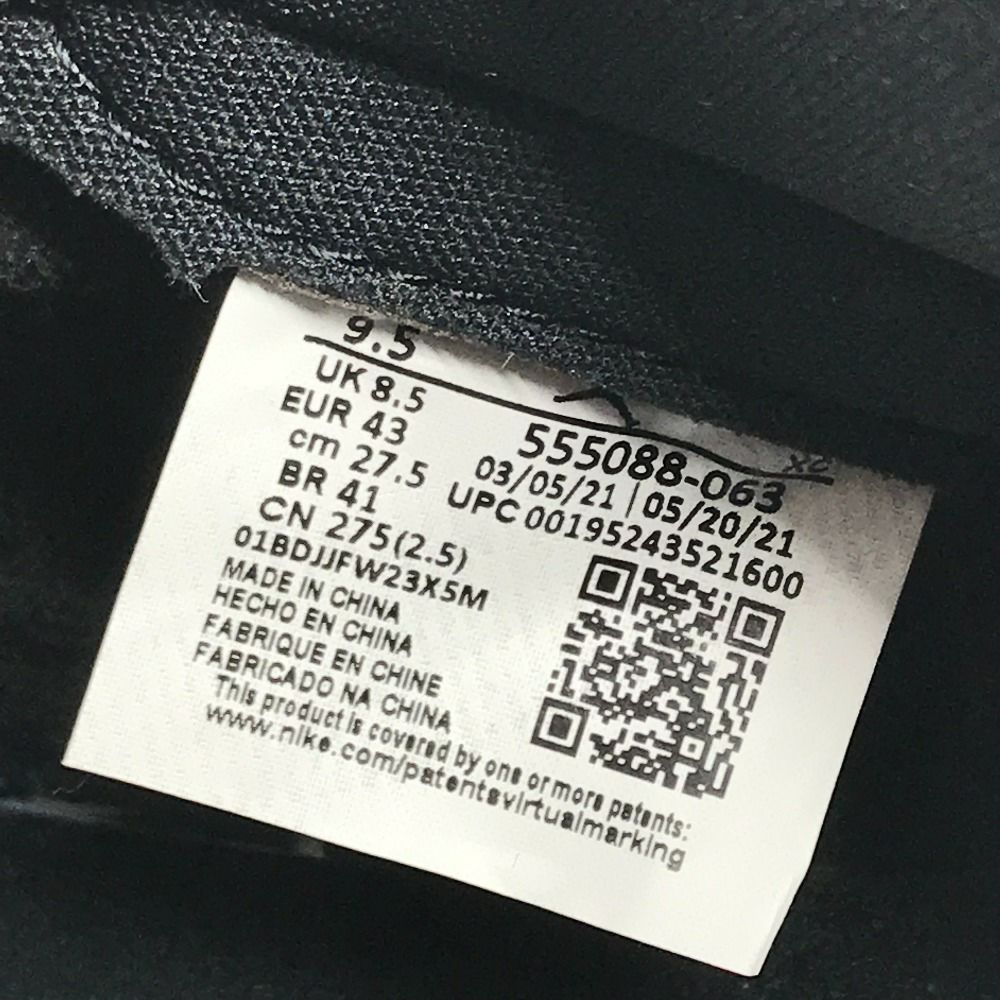 9.5
UK 8.5
EUR 43
cm 27.5
BR 41
CN 275(2.5)
01BDJJFW23X5M
MADE IN CHINA
HECHO EN CHINA
FABRIQUE EN CHINE
FABRICADO NA CHINA
This product is covered by one or more patents:
www.nike.com/patentsvirtualmarking
XC
555088-063
03/05/21 | 05/20/21
UPC 00195243521600